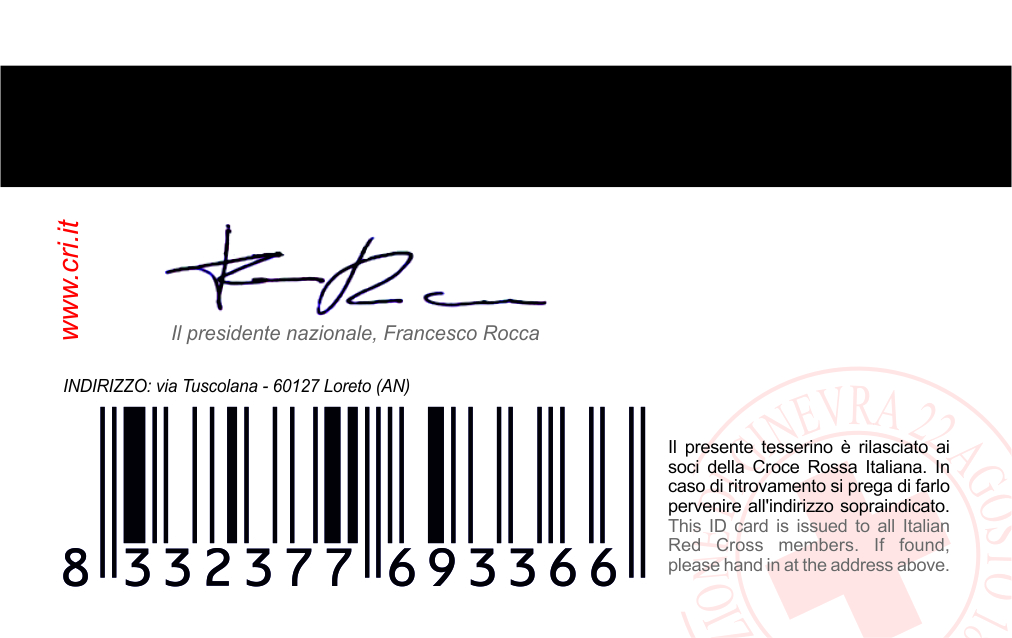 www.cri.it
Il presidente nazionale, Francesco Rocca
INDIRIZZO: via Tuscolana - 60127 Loreto (AN)
8 332377 693366
Il presente tesserino è rilasciato ai
soci della Croce Rossa Italiana. In
caso di ritrovamento si prega di farlo
pervenire all'indirizzo sopraindicato.
This ID card is issued to all Italian
Red Cross members. If found,
please hand in at the address above.
GINEVRA 22 AGOSTO